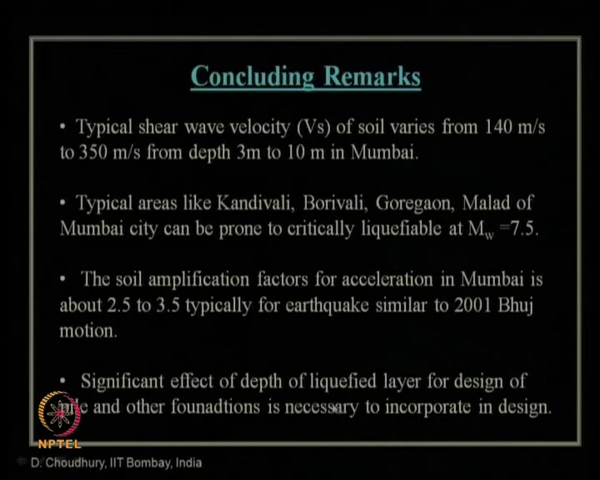 Concluding Remarks
• Typical shear wave velocity (Vs) of soil varies from 140 m/s
to 350 m/s from depth 3m to 10 m in Mumbai.
• Typical areas like Kandivali, Borivali, Goregaon, Malad of
Mumbai city can be prone to critically liquefiable at Mw =7.5.
• The soil amplification factors for acceleration in Mumbai is
about 2.5 to 3.5 typically for earthquake similar to 2001 Bhuj
motion.
• Significant effect of depth of liquefied layer for design of
and other founadtions is necessary to incorporate in design.
NPTEL
D. Choudhury, IIT Bombay, India